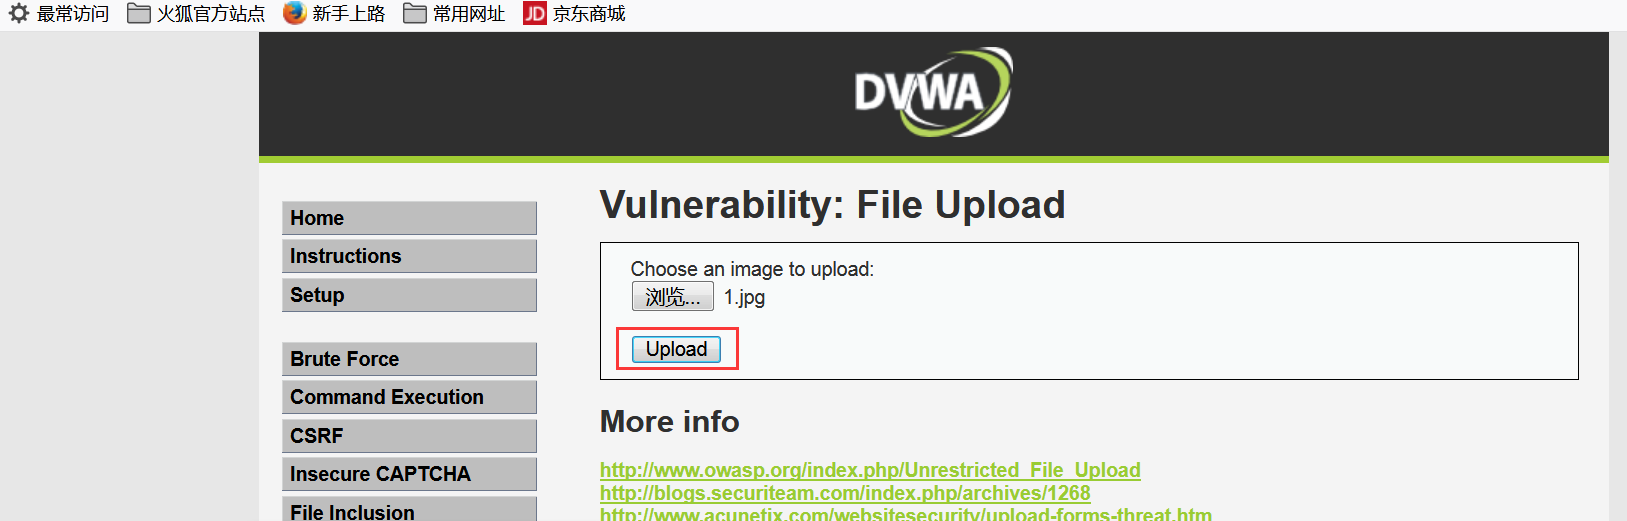 最常访问 火狐官方站点 新手上路 常用网址 JD 京东商城
DVWA
Vulnerability: File Upload
Home
Instructions
Setup
Brute Force
Command Execution
CSRF
Insecure CAPTCHA
File Inclusion
Choose an image to upload:
浏览... 1.jpg
Upload
More info
http://www.owasp.org/index.php/Unrestricted_File_Upload
http://blogs.securiteam.com/index.php/archives/1268
http://www.acunetix.com/websitesecurity/upload-forms-threat.htm